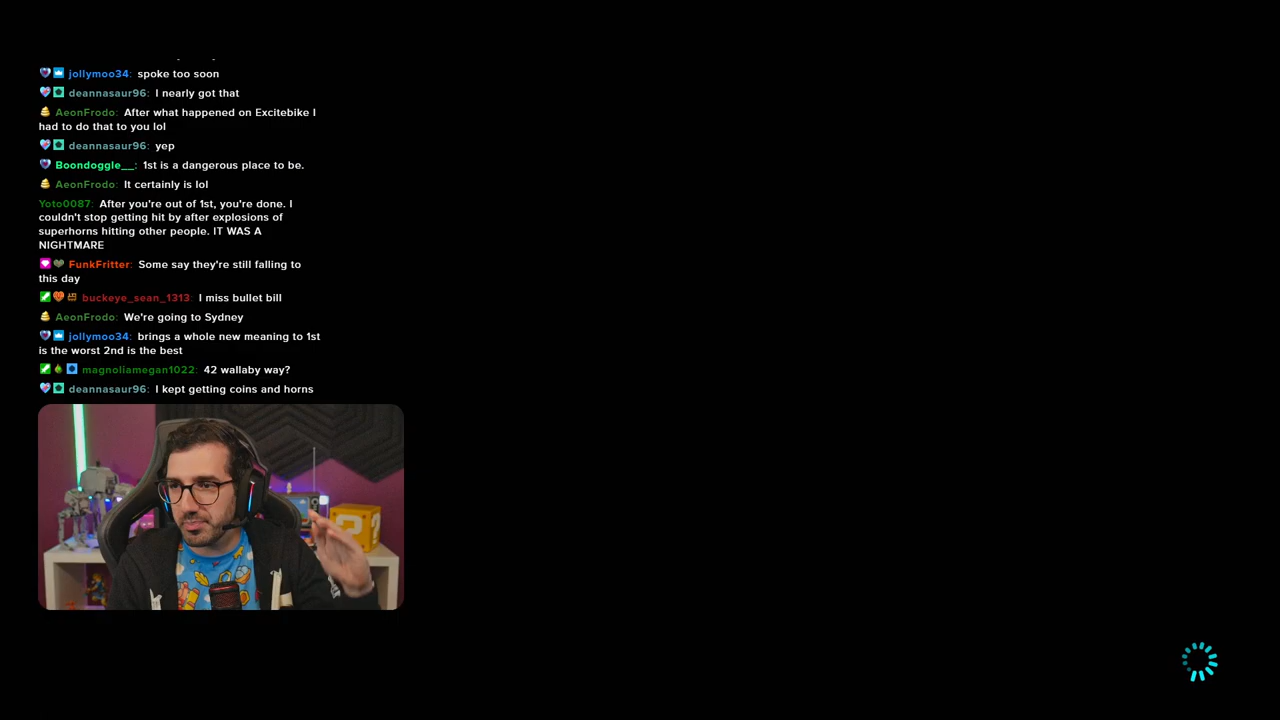 jollymoo34: spoke too soon
deannasaur96: I nearly got that
AeonFrodo: After what happened on Excitebike I
had to do that to you lol
deannasaur96: yep
Boondoggle__: 1st is a dangerous place to be.
AeonFrodo: It certainly is lol
Yoto0087: After you're out of 1st, you're done. I
couldn't stop getting hit by after explosions of
superhorns hitting other people. IT WAS A
NIGHTMARE
FunkFritter: Some say they're still falling to
this day
buckeye_sean_1313: I miss bullet bill
AeonFrodo: We're going to Sydney
jollymoo34: brings a whole new meaning to 1st
is the worst 2nd is the best
magnoliamegan1022: 42 wallaby way?
deannasaur96: I kept getting coins and horns